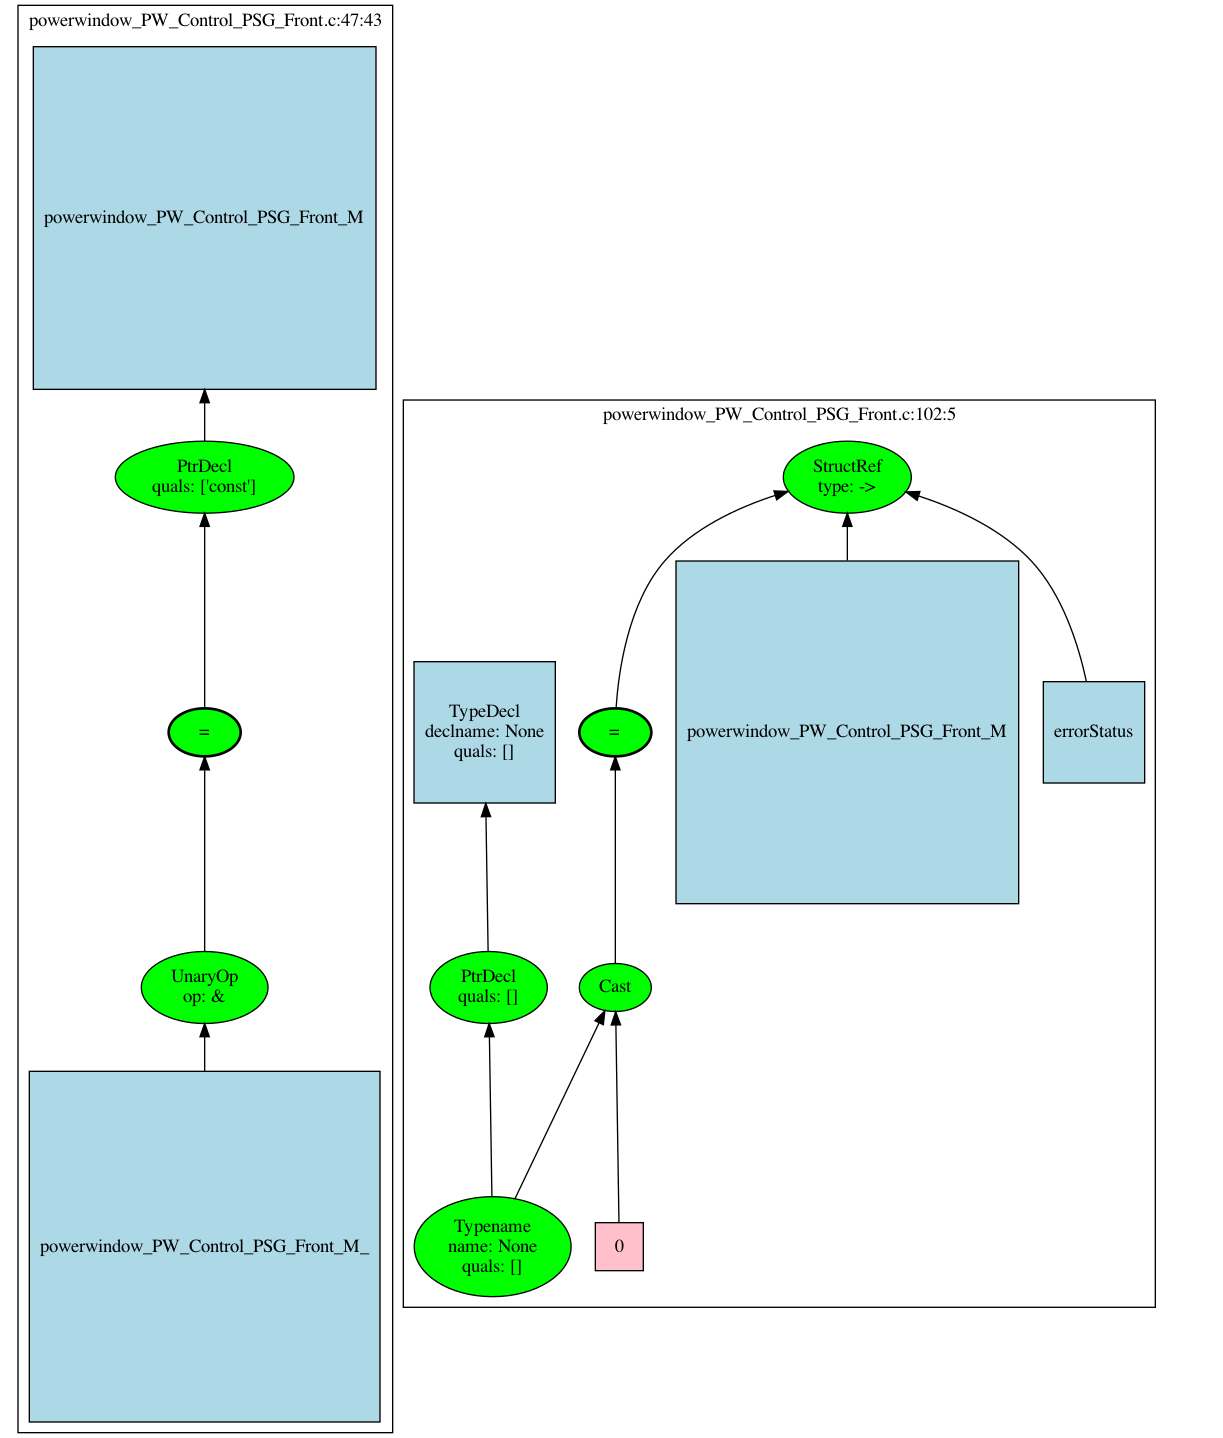 powerwindow_PW_Control_PSG_Front.c:47:43
powerwindow_PW_Control_PSG_Front_M
PtrDecl
quals: ['const']
=
UnaryOp
op: &
powerwindow_PW_Control_PSG_Front_M_
powerwindow_PW_Control_PSG_Front.c:102:5
StructRef
type: ->
TypeDecl
declname: None
quals: []
=
powerwindow_PW_Control_PSG_Front_M
errorStatus
PtrDecl
quals: []
Cast
Typename
name: None
quals: []
0